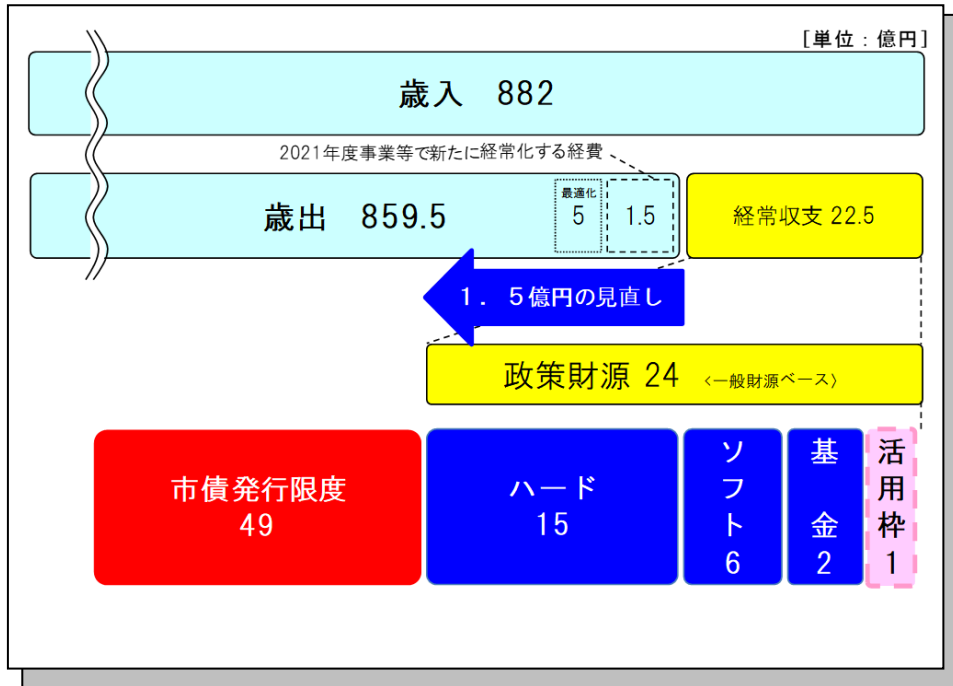 [単位：億円]
歳入 882
2021年度事業等で新たに経常化する経費
歳出 859.5
最適化
5
1.5
経常収支 22.5
１．５億円の見直し
政策財源 24 〈一般財源ベース〉
市債発行限度
49
ハード
15
ソフト
6
基金
2
活用枠
1